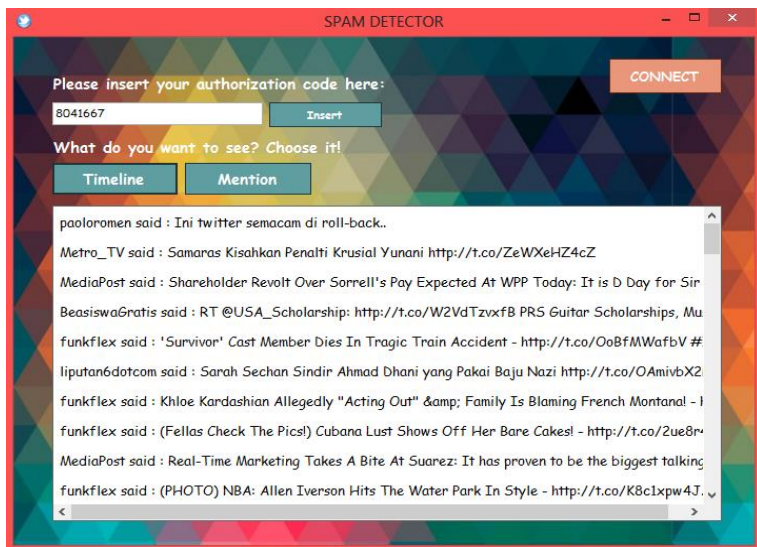 SPAM DETECTOR
CONNECT
Please insert your authorization code here:
8041667 Insert
What do you want to see? Choose it!
Timeline Mention
paoloromen said : Ini twitter semacam di roll-back..
Metro_TV said : Samaras Kisahkan Penalti Krusial Yunani http://t.co/ZeWXeHZ4cZ
MediaPost said : Shareholder Revolt Over Sorrell's Pay Expected At WPP Today: It is D Day for Sir
BeasiswaGratis said : RT @USA_Scholarship: http://t.co/W2VdTzvxfB PRS Guitar Scholarships,
funkflex said : 'Survivor' Cast Member Dies In Tragic Train Accident - http://t.co/OoBfMWafbV #
liputan6dotcom said : Sarah Sechan Sindir Ahmad Dhani yang Pakai Baju Nazi http://t.co/OAmivbX2
funkflex said : Khloe Kardashian Allegedly "Acting Out" &amp; Family Is Blaming French Montana! -
funkflex said : (Fellas Check The Pics!) Cubana Lust Shows Off Her Bare Cakes! - http://t.co/2ue8r4
MediaPost said : Real-Time Marketing Takes A Bite At Suarez: It has proven to be the biggest talking
funkflex said : (PHOTO) NBA: Allen Iverson Hits The Water Park In Style - http://t.co/K8c1xpw4J